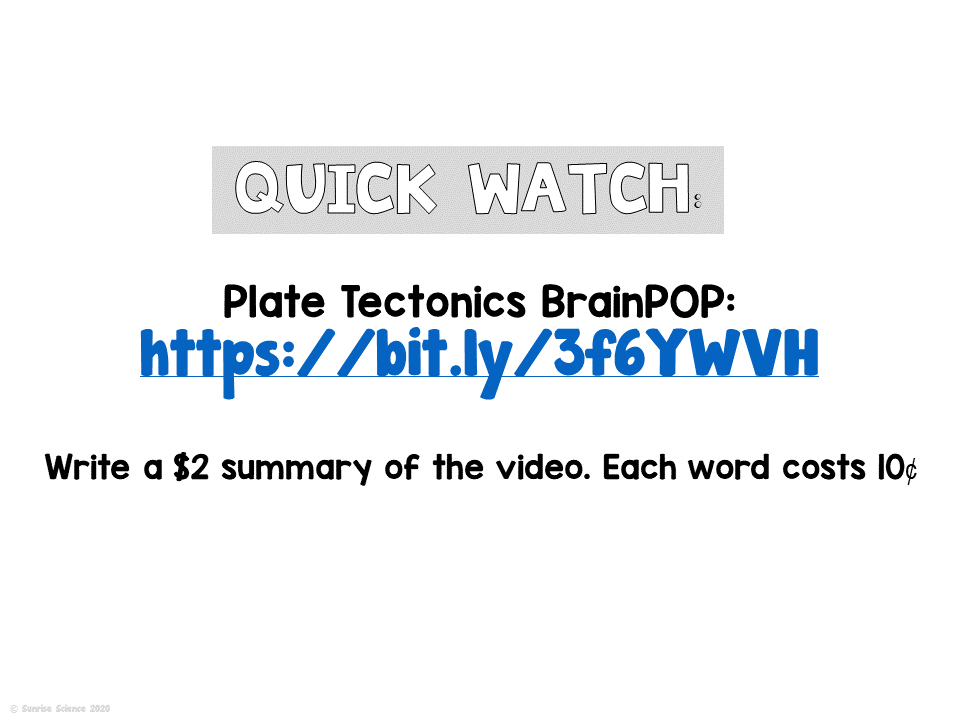 QUICK WATCH:
Plate Tectonics BrainPOP:
https://bit.ly/3f6YWVH
Write a $2 summary of the video. Each word costs 10¢
© Sunrise Science 2020